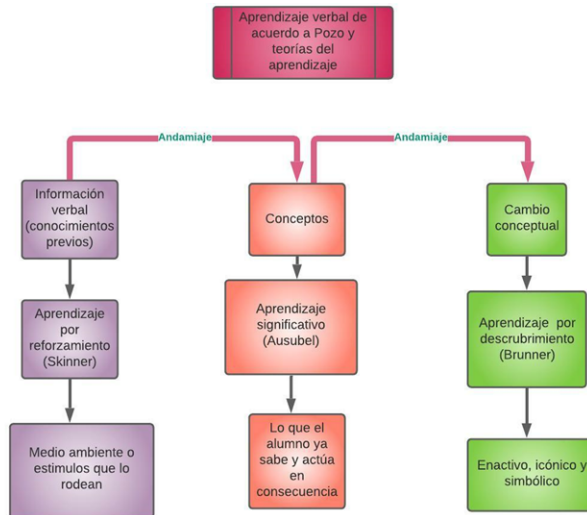 Aprendizaje verbal de
acuerdo a Pozo y
teorías del
aprendizaje
Andamiaje
Andamiaje
Información
verbal
(conocimientos
previos)
Conceptos
Cambio
conceptual
Aprendizaje
por
reforzamiento
(Skinner)
Aprendizaje
significativo
(Ausubel)
Aprendizaje por
descrubrimiento
(Brunner)
Medio ambiente o
estimulos que lo
rodean
Lo que el
alumno ya
sabe y actúa
en
consecuencia
Enactivo, icónico y
simbólico